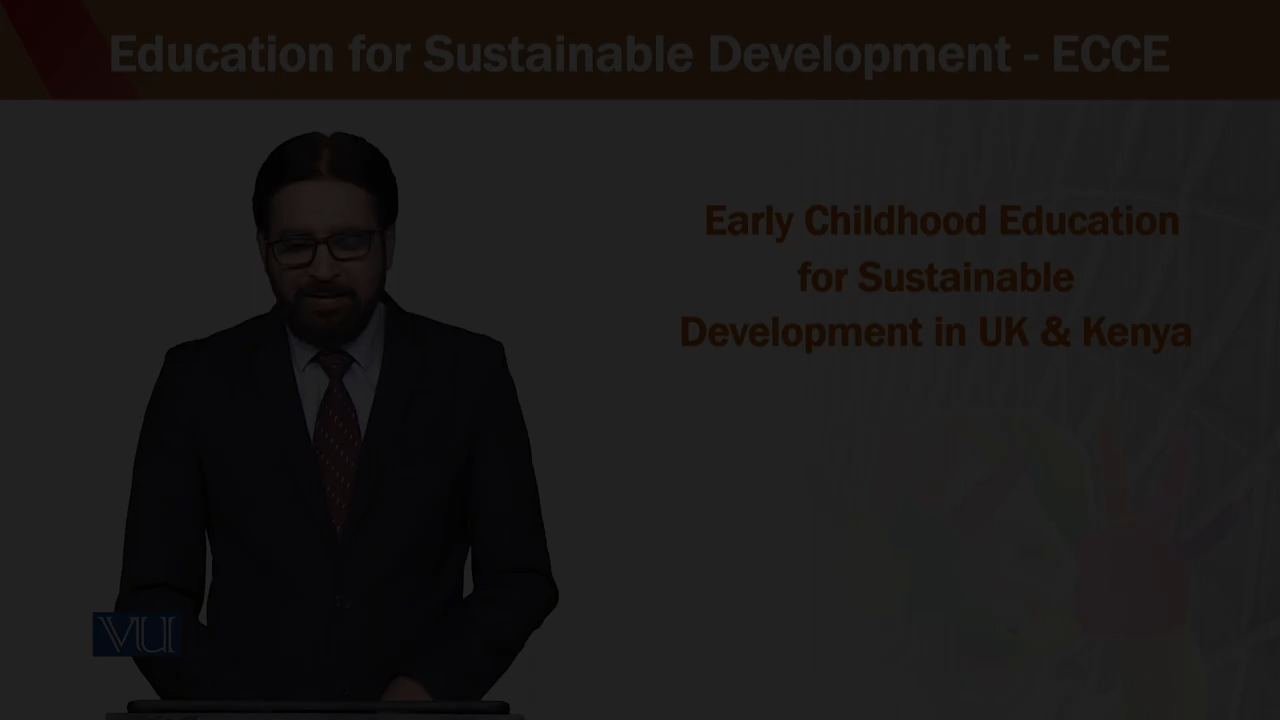 Education for Sustainable Development - ECCE
Early Childhood Education
for Sustainable
Development in UK & Kenya
VU